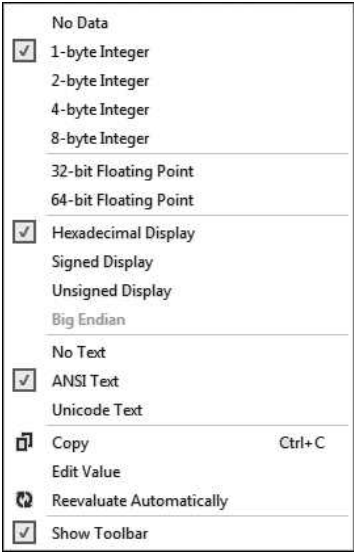 No Data
1-byte Integer
2-byte Integer
4-byte Integer
8-byte Integer
32-bit Floating Point
64-bit Floating Point
Hexadecimal Display
Signed Display
Unsigned Display
Big Endian
No Text
ANSI Text
Unicode Text
Copy Ctrl+C
Edit Value
Reevaluate Automatically
Show Toolbar